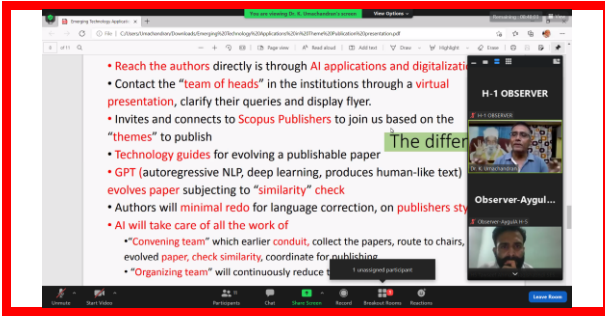 You are viewing Dr. K. Umachandran's screen
View Options
View
Emerging Technology Applicatio
File
C:/Users/Umachandran/Downloads/Emerging%20Technology%20Applications%20in%20Theme%20Publication%20presentation.pdf
of 11
Page view
Read aloud
Add text
Draw
Highlight
Erase
• Reach the authors directly is through AI applications and digitalizatio
• Contact the “team of heads” in the institutions through a virtual
presentation, clarify their queries and display flyer.
• Invites and connects to Scopus Publishers to join us based on the
“themes” to publish
The differ
• Technology guides for evolving a publishable paper
• GPT (autoregressive NLP, deep learning, produces human-like text)
evolves paper subjecting to “similarity” check
• Authors will minimal redo for language correction, on publishers sty
• AI will take care of all the work of
•“Convening team” which earlier conduit, collect the papers, route to chairs,
evolved paper, check similarity, coordinate for publishing
• “Organizing team” will continuously reduce t
H-1 OBSERVER
H-1 OBSERVER
Dr. K. Umachandran
Observer-Aygul...
Observer-Aygula H-5
1 unassigned participant
Unmute
Start Video
Participants
Chat
Share Screen
Record
Breakout Rooms
Reactions
Leave Room